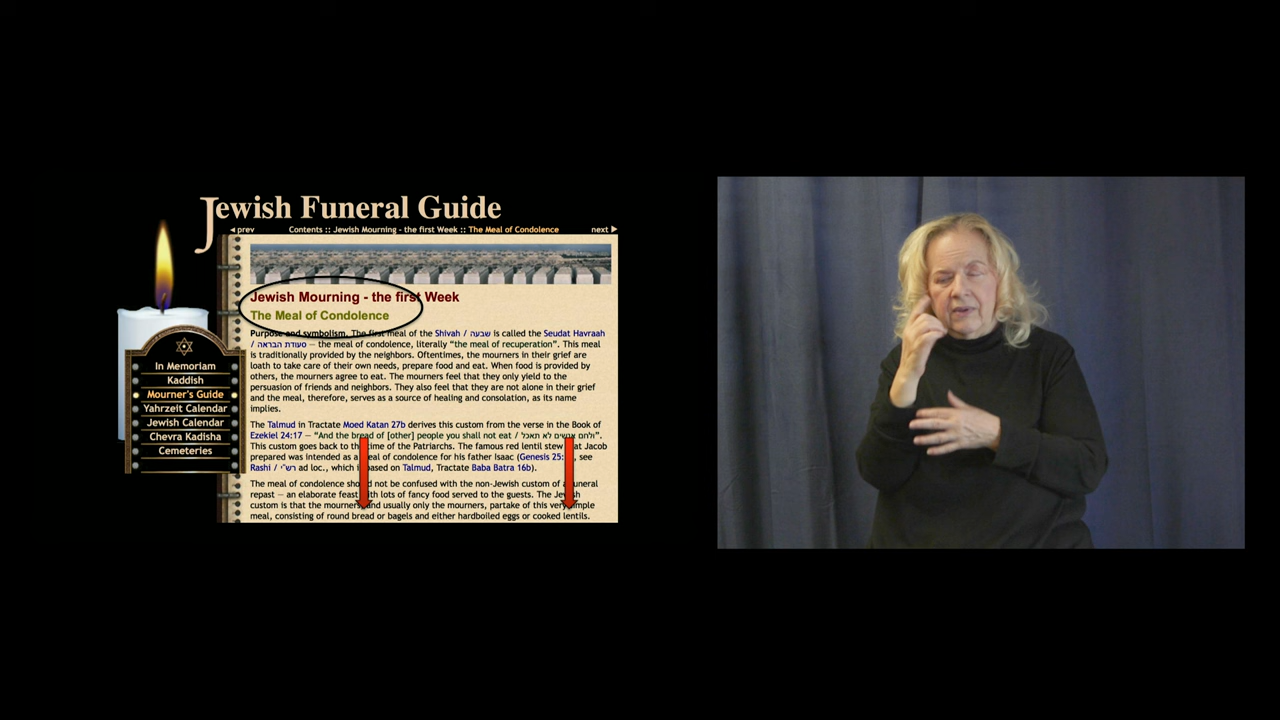 Jewish Funeral Guide
prev Contents :: Jewish Mourning - the first Week :: The Meal of Condolence next
Jewish Mourning - the first Week
The Meal of Condolence
Purpose and symbolism. The first meal of the Shivah / שבעה is called the Seudat Havraah
/ סעודת הבראה — the meal of condolence, literally “the meal of recuperation”. This meal
is traditionally provided by the neighbors. Oftentimes, the mourners in their grief are
loath to take care of their own needs, prepare food and eat. When food is provided by
others, the mourners agree to eat. The mourners feel that they only yield to the
persuasion of friends and neighbors. They also feel that they are not alone in their grief
and the meal, therefore, serves as a source of healing and consolation, as its name
implies.
The Talmud in Tractate Moed Katan 27b derives this custom from the verse in the Book of
Ezekiel 24:17 — “And the bread of [other] people you shall not eat / ולחם אנשים לא תאכל”.
This custom goes back to the time of the Patriarchs. The famous red lentil stew that Jacob
prepared was intended as a meal of condolence for his father Isaac (Genesis 25: , see
Rashi / רש"י ad loc., which is based on Talmud, Tractate Baba Batra 16b).
The meal of condolence should not be confused with the non-Jewish custom of a funeral
repast — an elaborate feast with lots of fancy food served to the guests. The Jewish
custom is that the mourners, and usually only the mourners, partake of this very simple
meal, consisting of round bread or bagels and either hardboiled eggs or cooked lentils.
In Memoriam
Kaddish
Mourner's Guide
Yahrzeit Calendar
Jewish Calendar
Chevra Kadisha
Cemeteries